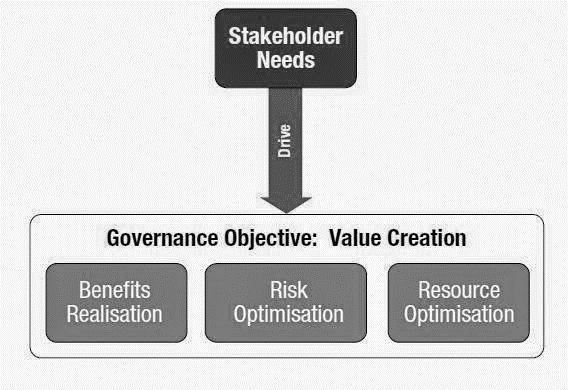 Stakeholder
Needs
Drive
Governance Objective: Value Creation
Benefits
Realisation
Risk
Optimisation
Resource
Optimisation